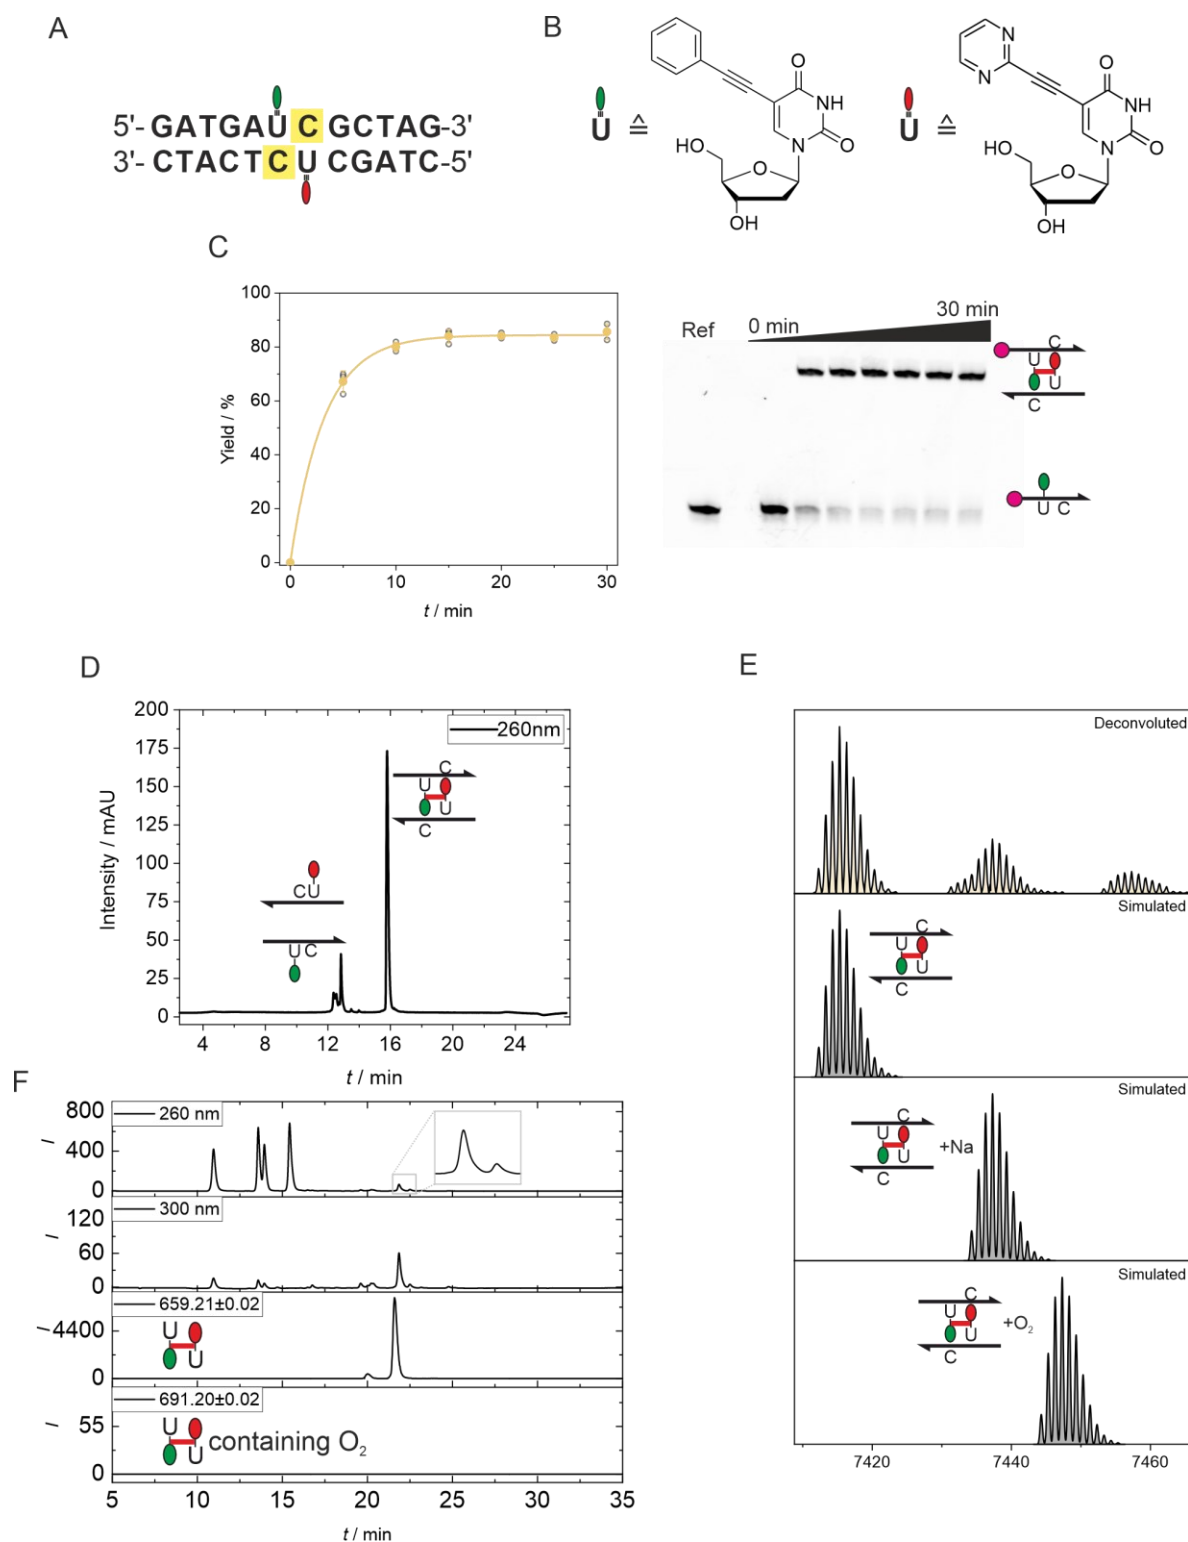 A
5'- GATGAU C GCTAG-3'
3'- CTACTC U CGATC-5'
B
U ≙
N
N
O
NH
N
O
HO
O
OH
U ≙
O
NH
N
O
HO
O
OH
C
Yield / %
100
80
60
40
20
0
0
10
20
30
t / min
Ref
0 min
30 min
C
U
U
C
U C
D
Intensity / mAU
200
175
150
125
100
75
50
25
0
260nm
C
U
U
C
CU
U C
4
8
12
16
20
24
t / min
E
Deconvoluted
Simulated
C
U
U
C
Simulated
C
U
U
C
+Na
Simulated
C
U
U
C
+O2
7420
7440
7460
F
260 nm
I
800
400
0
300 nm
I
120
60
0
659.21±0.02
I
4400
0
U
U
691.20±0.02
I
55
0
U
U
containing O2
5
10
15
20
25
30
35
t / min